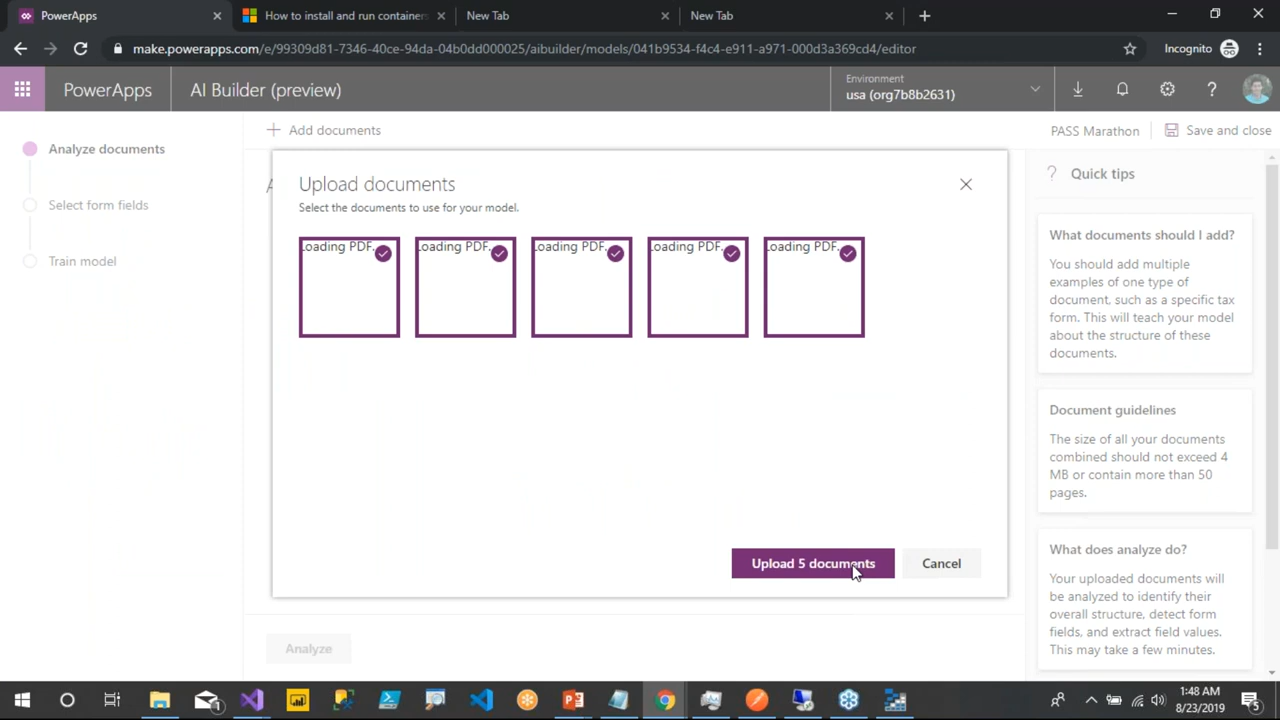 PowerApps
How to install and run containers
New Tab
New Tab
make.powerapps.com/e/99309d81-7346-40ce-94da-04b0dd000025/aibuilder/models/041b9534-f4c4-e911-a971-000d3a369cd4/editor
Incognito
PowerApps
AI Builder (preview)
Environment
usa (org7b8b2631)
Analyze documents
Select form fields
Train model
Add documents
PASS Marathon
Save and close
Upload documents
Select the documents to use for your model.
Loading PDF.
Loading PDF.
Loading PDF.
Loading PDF.
Loading PDF.
Upload 5 documents
Cancel
Analyze
Quick tips
What documents should I add?
You should add multiple
examples of one type of
document, such as a specific tax
form. This will teach your model
about the structure of these
documents.
Document guidelines
The size of all your documents
combined should not exceed 4
MB or contain more than 50
pages.
What does analyze do?
Your uploaded documents will
be analyzed to identify their
overall structure, detect form
fields, and extract field values.
This may take a few minutes.
1:48 AM
8/23/2019